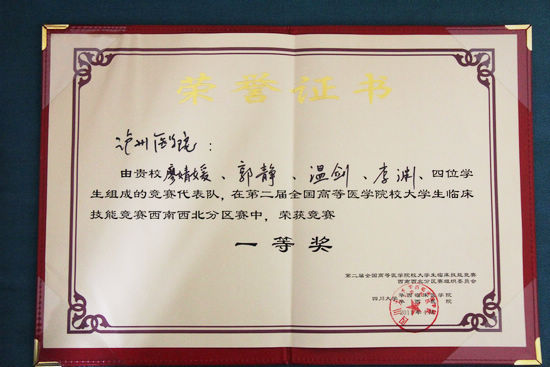 荣誉证书
泸州医学院：
由贵校廖婧媛、郭静、温剑、李渊、四位学
生组成的竞赛代表队，在第二届全国高等医学院校大学生临床
技能竞赛西南西北分区赛中，荣获竞赛
一等奖
第二届全国高等医学院校大学生临床技能竞赛
西南西北分区赛组织委员会
四川大学